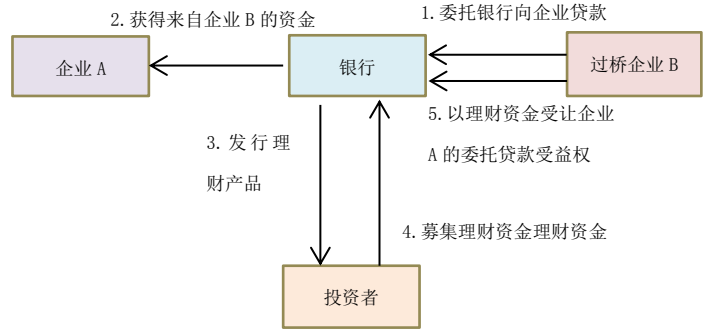 2.获得来自企业 B 的资金
1.委托银行向企业贷款
企业 A
银行
过桥企业 B
3.发行理
财产品
5.以理财资金受让企业
A 的委托贷款受益权
4.募集理财资金理财资金
投资者